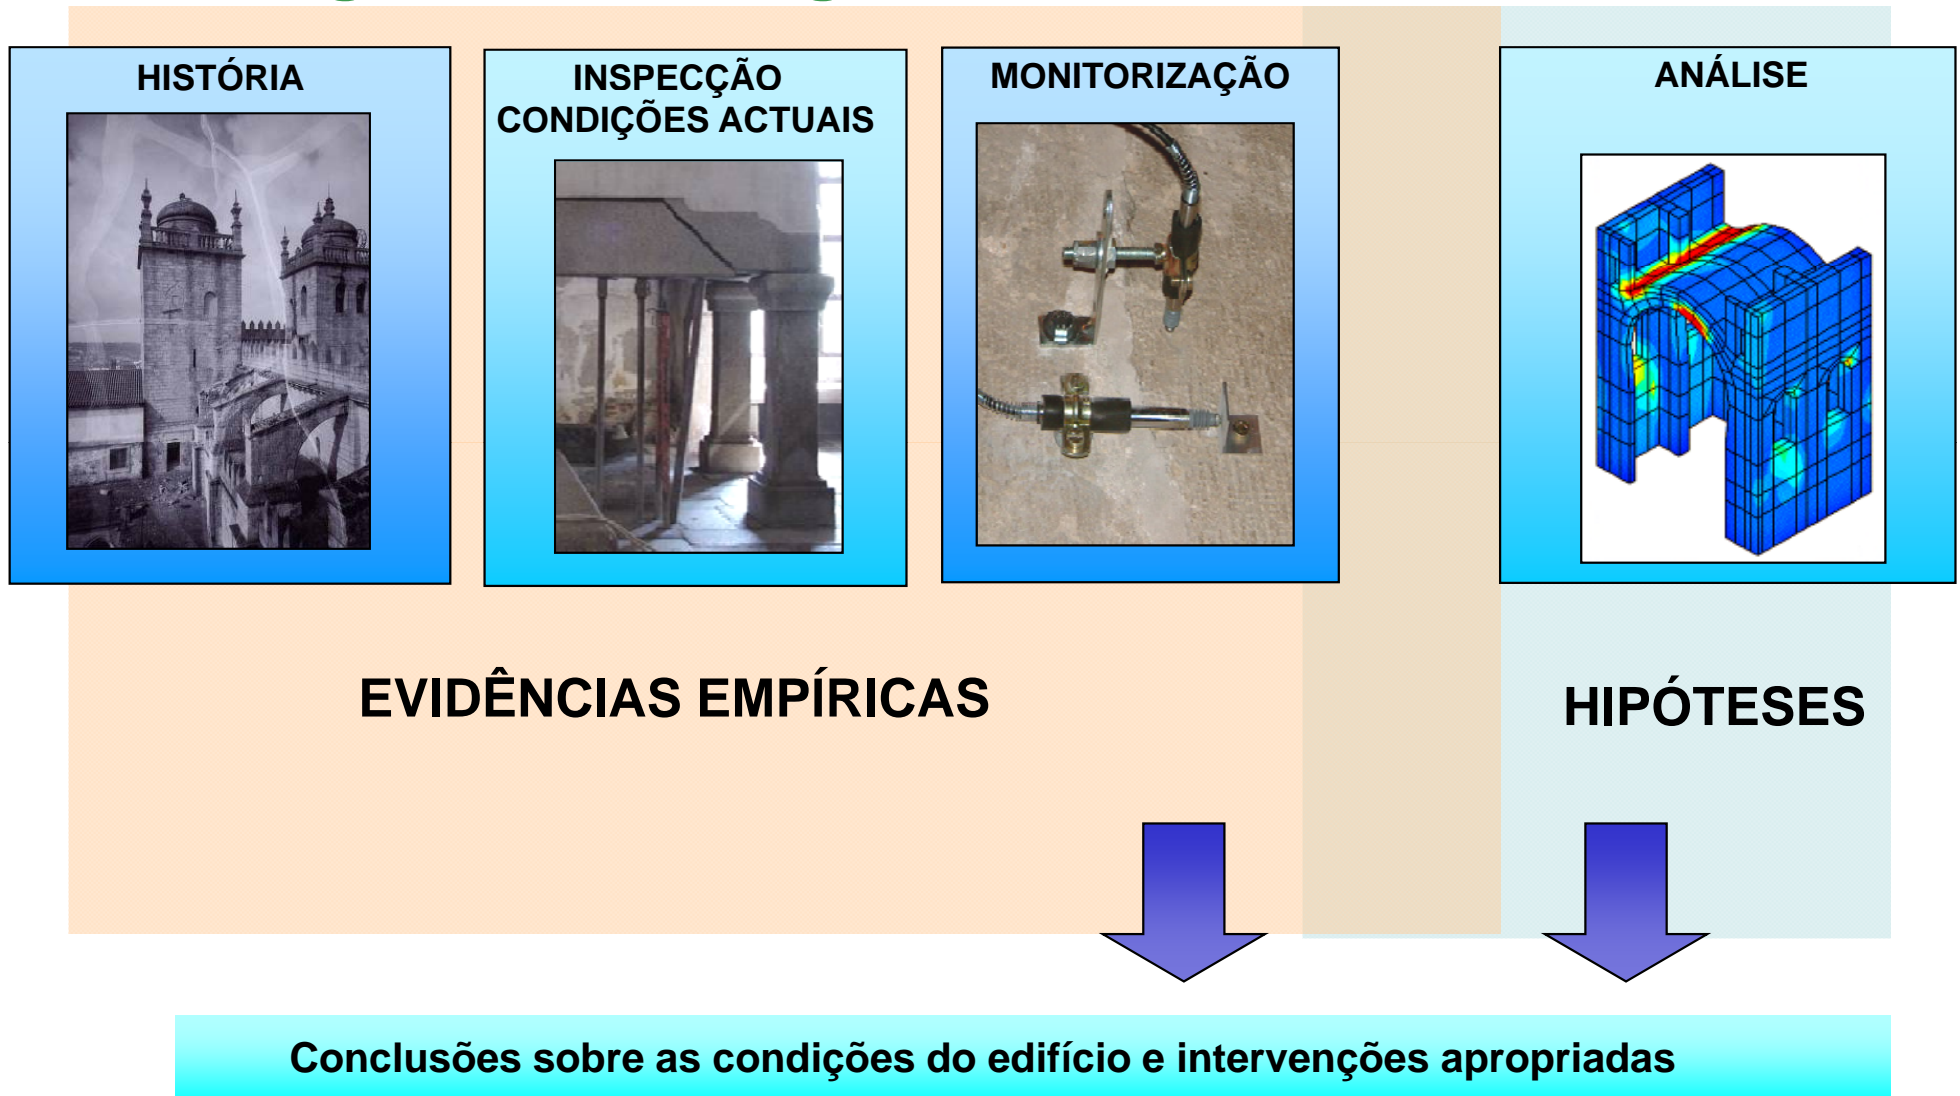 HISTÓRIA
INSPECÇÃO
CONDIÇÕES ACTUAIS
MONITORIZAÇÃO
ANÁLISE
EVIDÊNCIAS EMPÍRICAS
HIPÓTESES
Conclusões sobre as condições do edifício e intervenções apropriadas